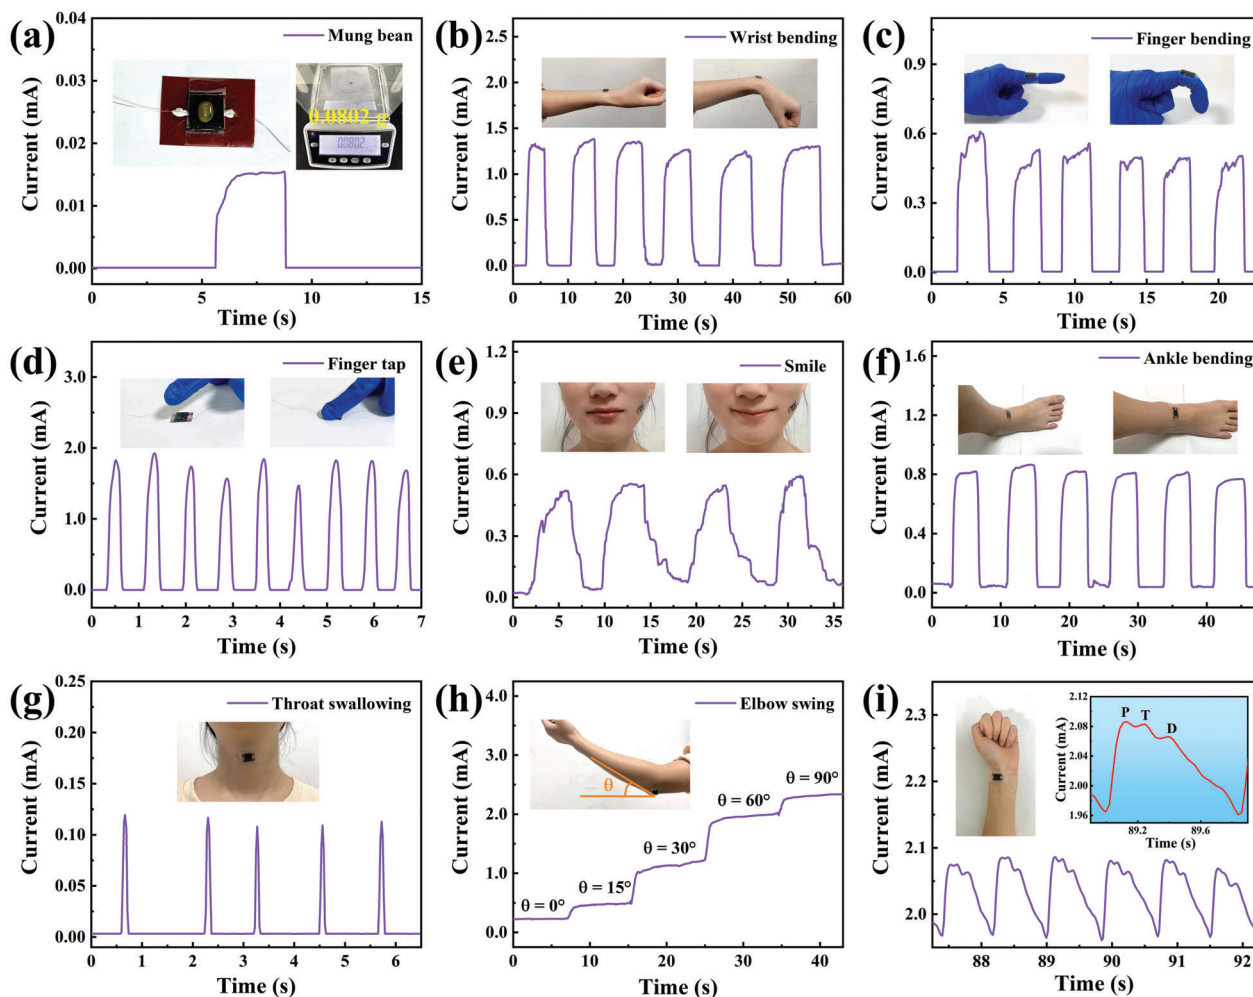 (a)
Mung bean
0.04
0.03
0.02
0.01
0.00
Current (mA)
0.0802 g
0.0802
0
5
10
15
Time (s)
(b)
Wrist bending
2.5
2.0
1.5
1.0
0.5
0.0
Current (mA)
0
10
20
30
40
50
60
Time (s)
(c)
Finger bending
0.9
0.6
0.3
0.0
Current (mA)
0
5
10
15
20
Time (s)
(d)
Finger tap
3.0
2.0
1.0
0.0
Current (mA)
0
1
2
3
4
5
6
7
Time (s)
(e)
Smile
1.2
0.9
0.6
0.3
0.0
Current (mA)
0
5
10
15
20
25
30
35
Time (s)
(f)
Ankle bending
1.6
1.2
0.8
0.4
0.0
Current (mA)
0
10
20
30
40
Time (s)
(g)
Throat swallowing
0.25
0.20
0.15
0.10
0.05
0.00
Current (mA)
0
1
2
3
4
5
6
Time (s)
(h)
Elbow swing
4.0
3.0
2.0
1.0
0.0
Current (mA)
θ
θ = 0°
θ = 15°
θ = 30°
θ = 60°
θ = 90°
0
10
20
30
40
Time (s)
(i)
2.3
2.2
2.1
2.0
Current (mA)
2.12
2.08
2.04
2.00
1.96
Current (mA)
P
T
D
89.2
89.6
Time (s)
88
89
90
91
92
Time (s)